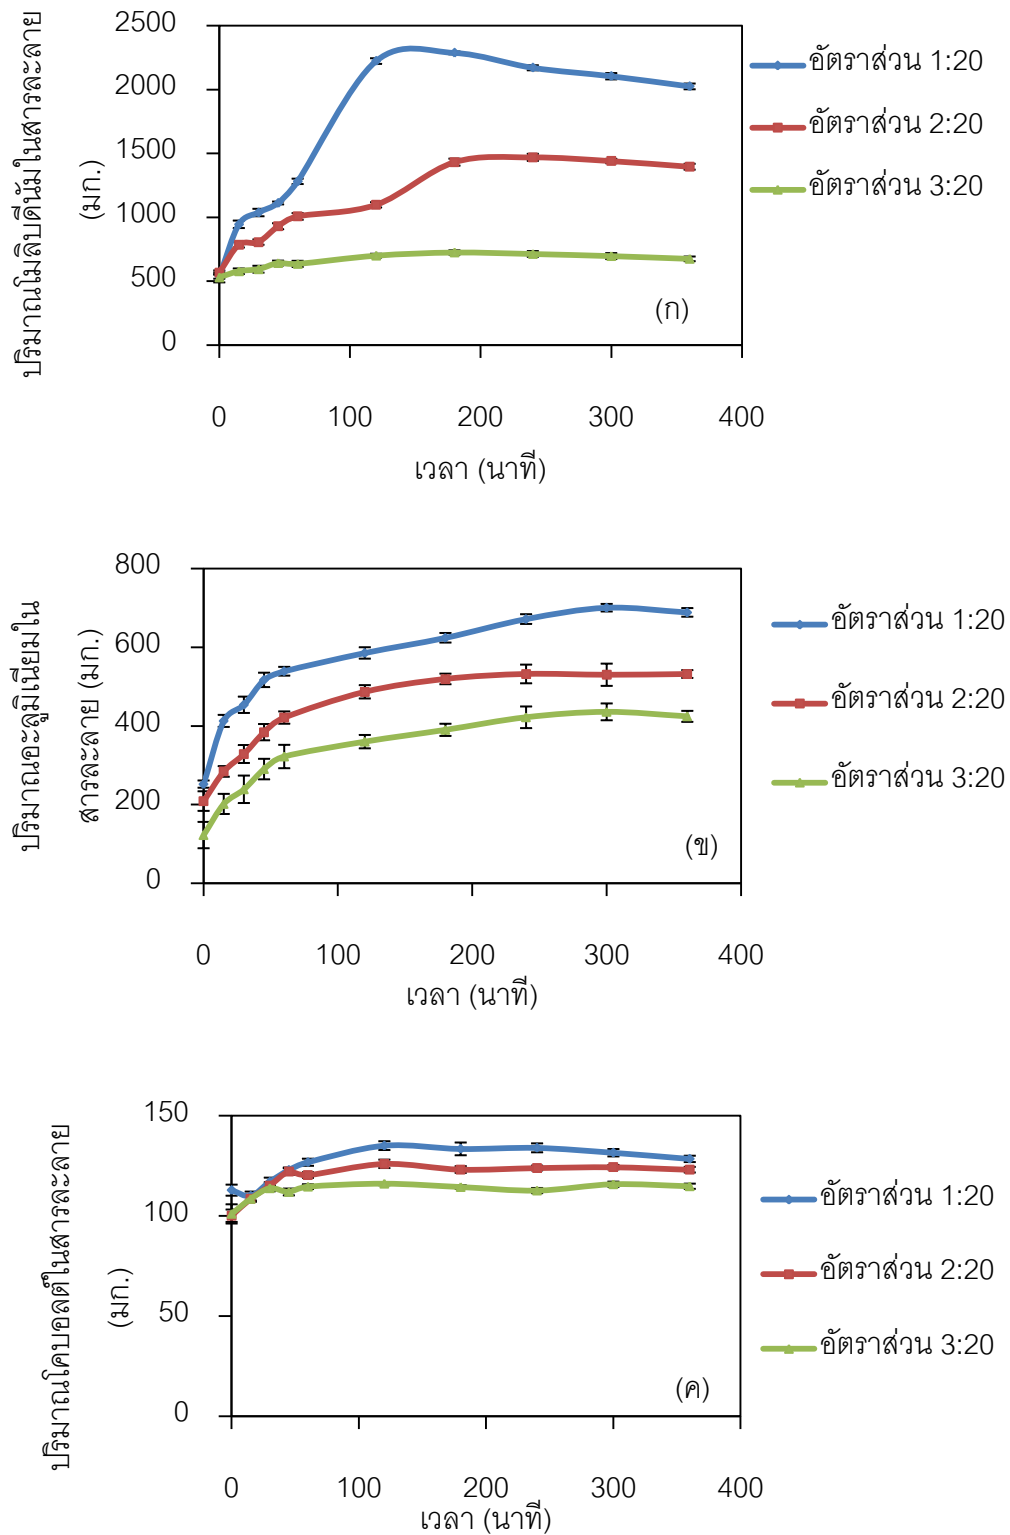 ปริมาณโมลิบดีนัมในสารละลาย
(มก.)
2500
2000
1500
1000
500
0
0 100 200 300 400
เวลา (นาที)
อัตราส่วน 1:20
อัตราส่วน 2:20
อัตราส่วน 3:20
(ก)
ปริมาณอะลูมิเนียมใน
สารละลาย (มก.)
800
600
400
200
0
0 100 200 300 400
เวลา (นาที)
อัตราส่วน 1:20
อัตราส่วน 2:20
อัตราส่วน 3:20
(ข)
ปริมาณโคบอลต์ในสารละลาย
(มก.)
150
100
50
0
0 100 200 300 400
เวลา (นาที)
อัตราส่วน 1:20
อัตราส่วน 2:20
อัตราส่วน 3:20
(ค)